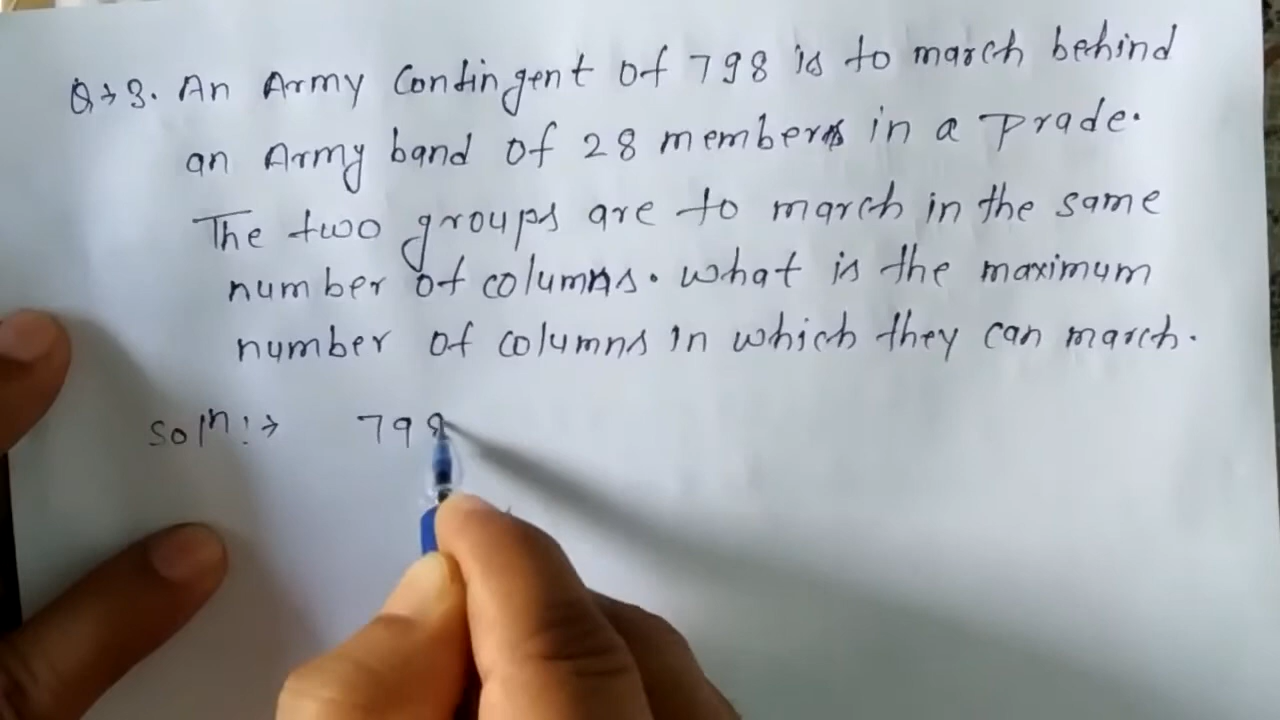 Q→3. An Army Contingent of 798 is to march behind
an Army band of 28 members in a Prade.
The two groups are to march in the same
number of columns. what is the maximum
number of columns in which they can march.
Soln:→ 798